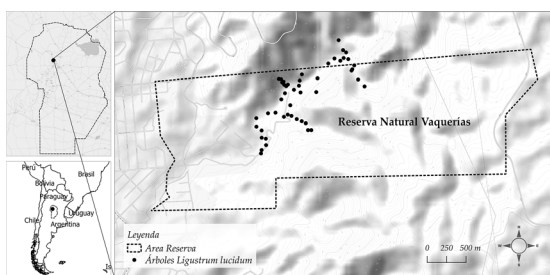 Perú
Brasil
Bolivia
Paraguay
Uruguay
Chile
Argentina
Is
Reserva Natural Vaquerías
Leyenda
Area Reserva
Árboles Ligustrum lucidum
0 250 500 m
N